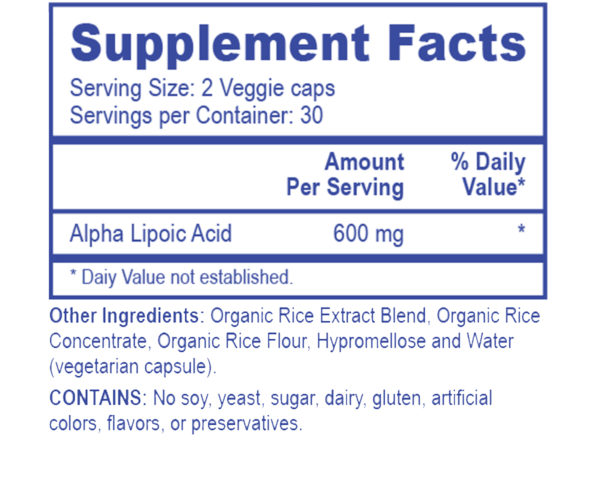 Supplement Facts
Serving Size: 2 Veggie caps
Servings per Container: 30
Amount Per Serving % Daily Value*
Alpha Lipoic Acid 600 mg *
* Daiy Value not established.
Other Ingredients: Organic Rice Extract Blend, Organic Rice
Concentrate, Organic Rice Flour, Hypromellose and Water
(vegetarian capsule).
CONTAINS: No soy, yeast, sugar, dairy, gluten, artificial
colors, flavors, or preservatives.